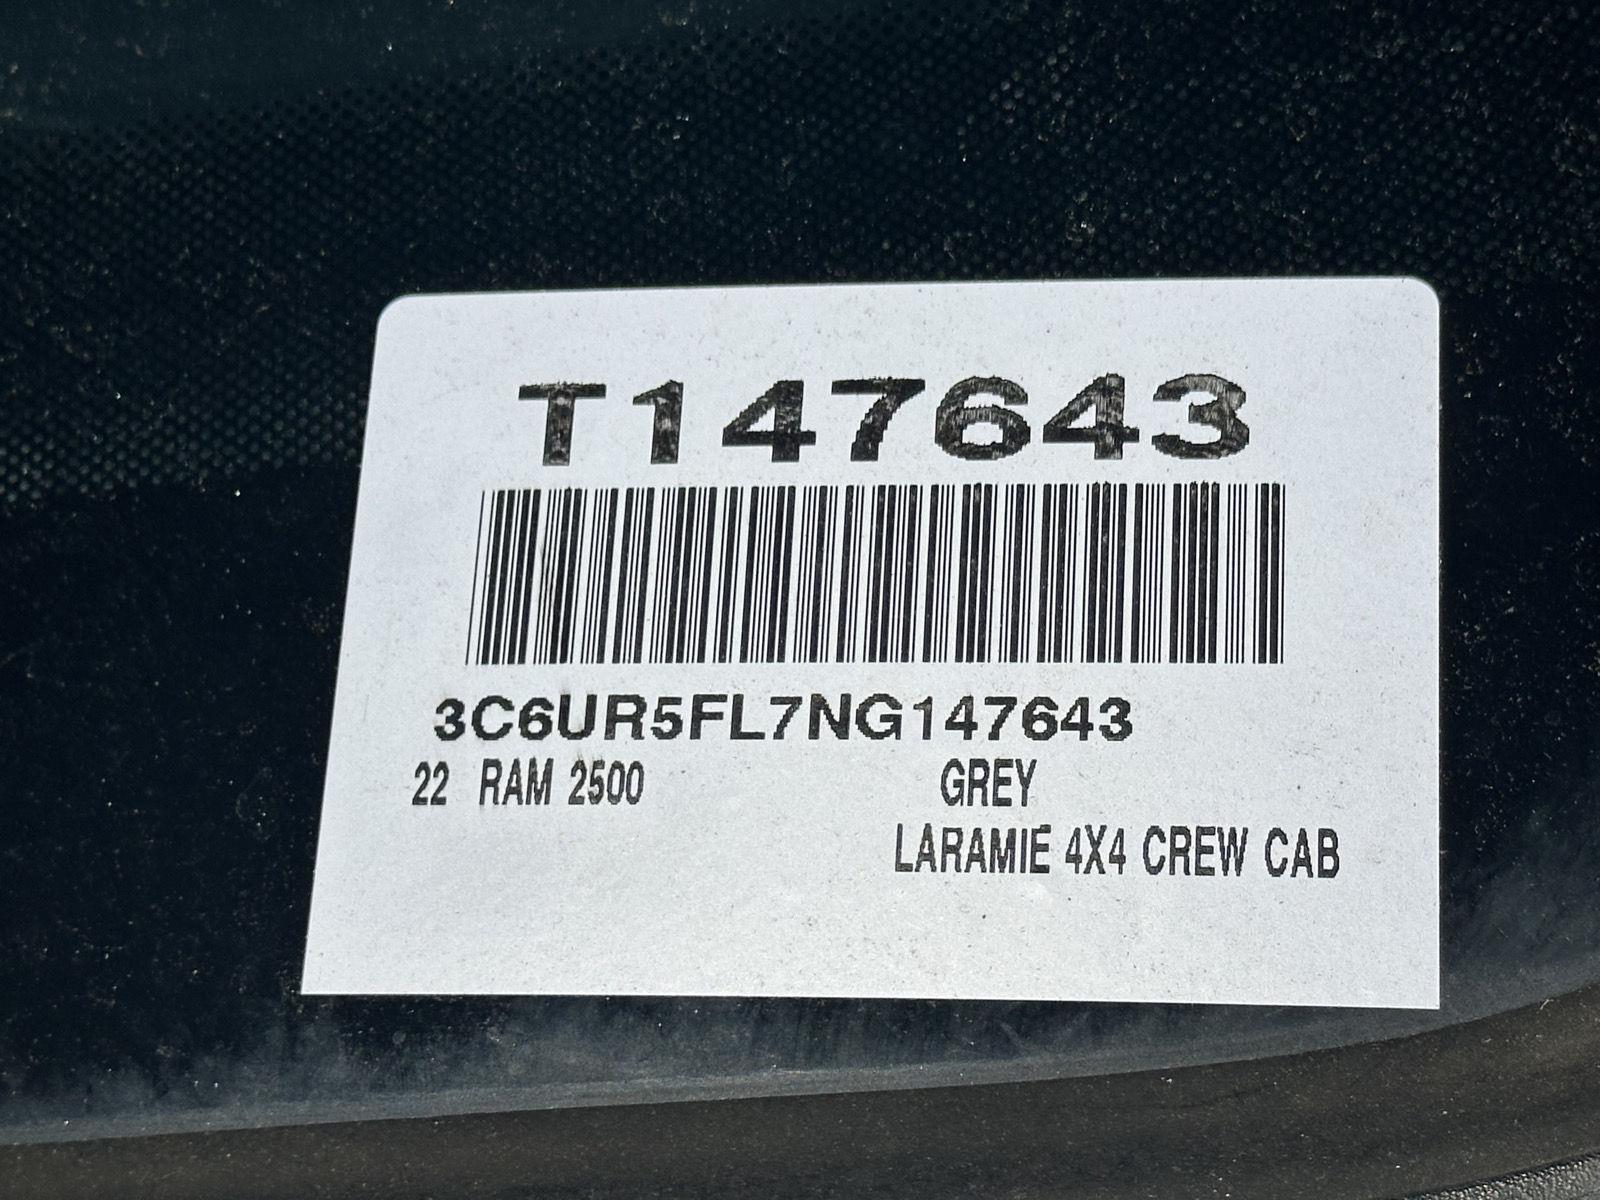 T147643
3C6UR5FL7NG147643
22 RAM 2500 GREY
LARAMIE 4X4 CREW CAB